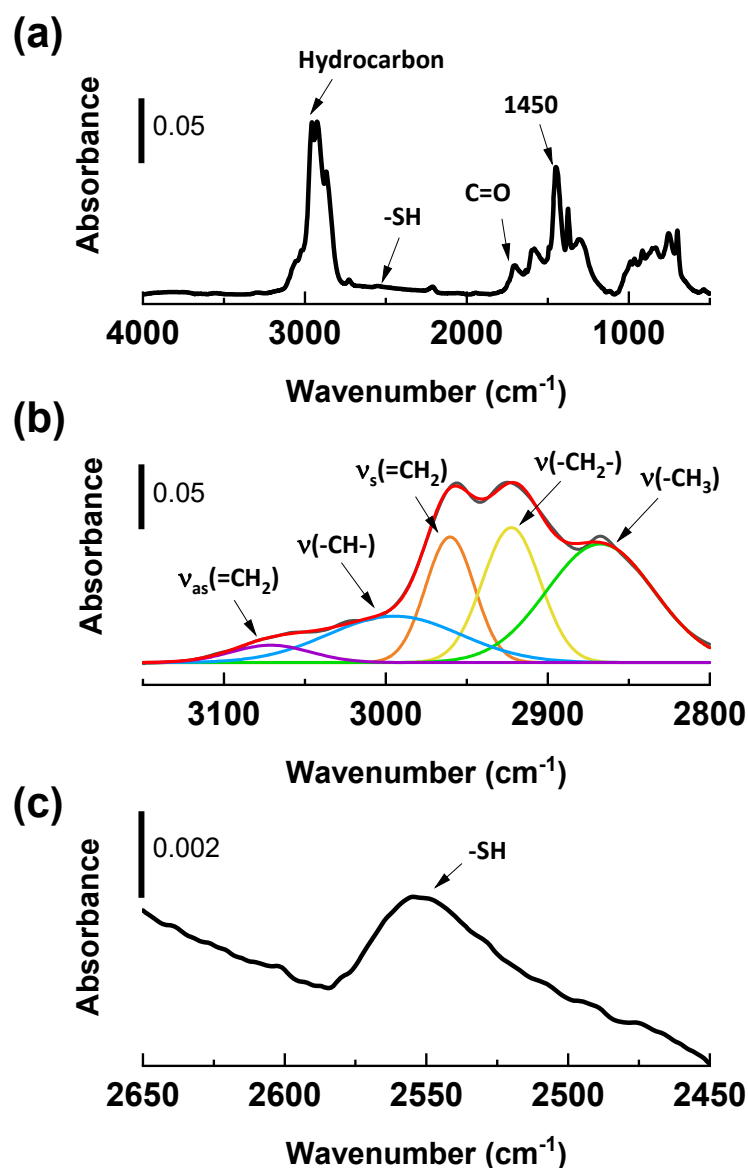 (a)
Hydrocarbon
0.05
1450
C=O
-SH
Absorbance
4000 3000 2000 1000
Wavenumber (cm⁻¹)
(b)
0.05
νs(=CH₂)
ν(-CH₂-)
ν(-CH₃)
ν(-CH-)
νas(=CH₂)
Absorbance
3100 3000 2900 2800
Wavenumber (cm⁻¹)
(c)
0.002
-SH
Absorbance
2650 2600 2550 2500 2450
Wavenumber (cm⁻¹)